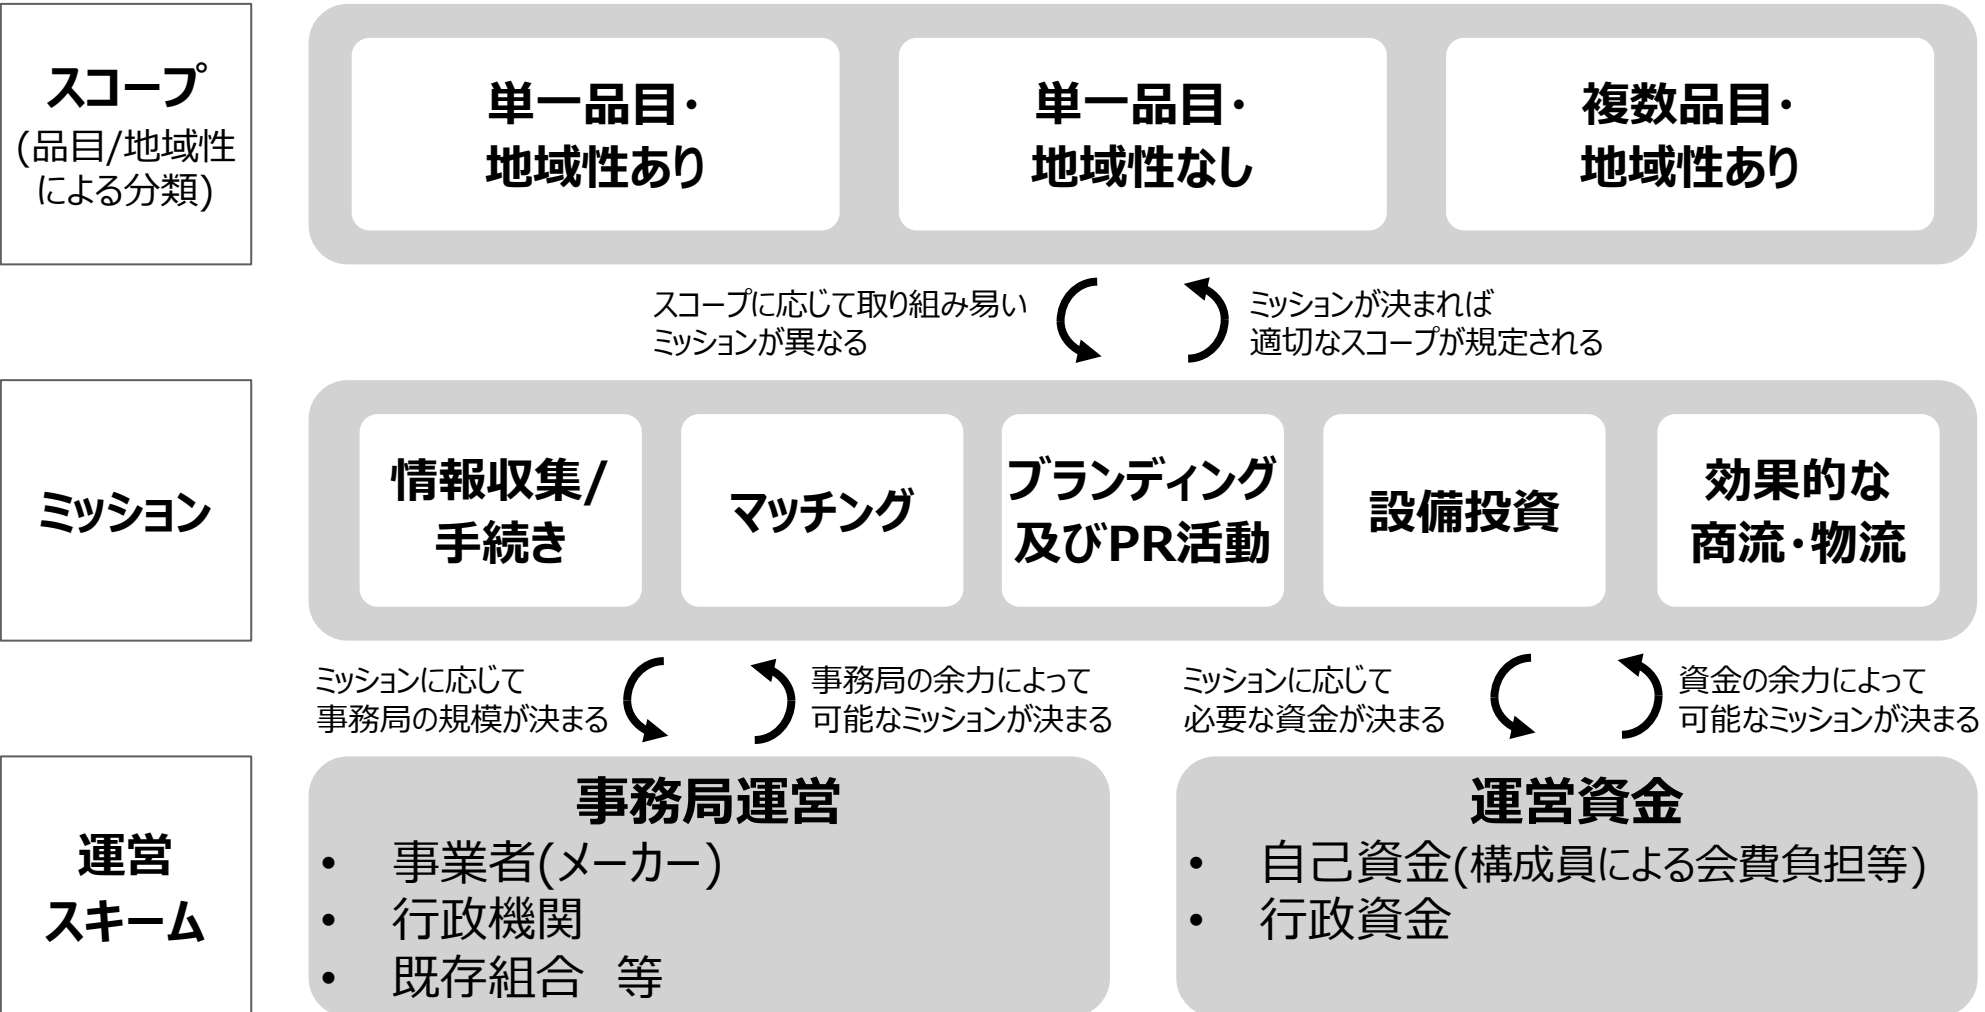 スコープ
(品目/地域性
による分類)
単一品目･
地域性あり
単一品目･
地域性なし
複数品目･
地域性あり
スコープに応じて取り組み易い
ミッションが異なる
ミッションが決まれば
適切なスコープが規定される
ミッション
情報収集/
手続き
マッチング
ブランディング
及びPR活動
設備投資
効果的な
商流･物流
ミッションに応じて
事務局の規模が決まる
事務局の余力によって
可能なミッションが決まる
ミッションに応じて
必要な資金が決まる
資金の余力によって
可能なミッションが決まる
運営
スキーム
事務局運営
• 事業者(メーカー)
• 行政機関
• 既存組合　等
運営資金
• 自己資金(構成員による会費負担等)
• 行政資金